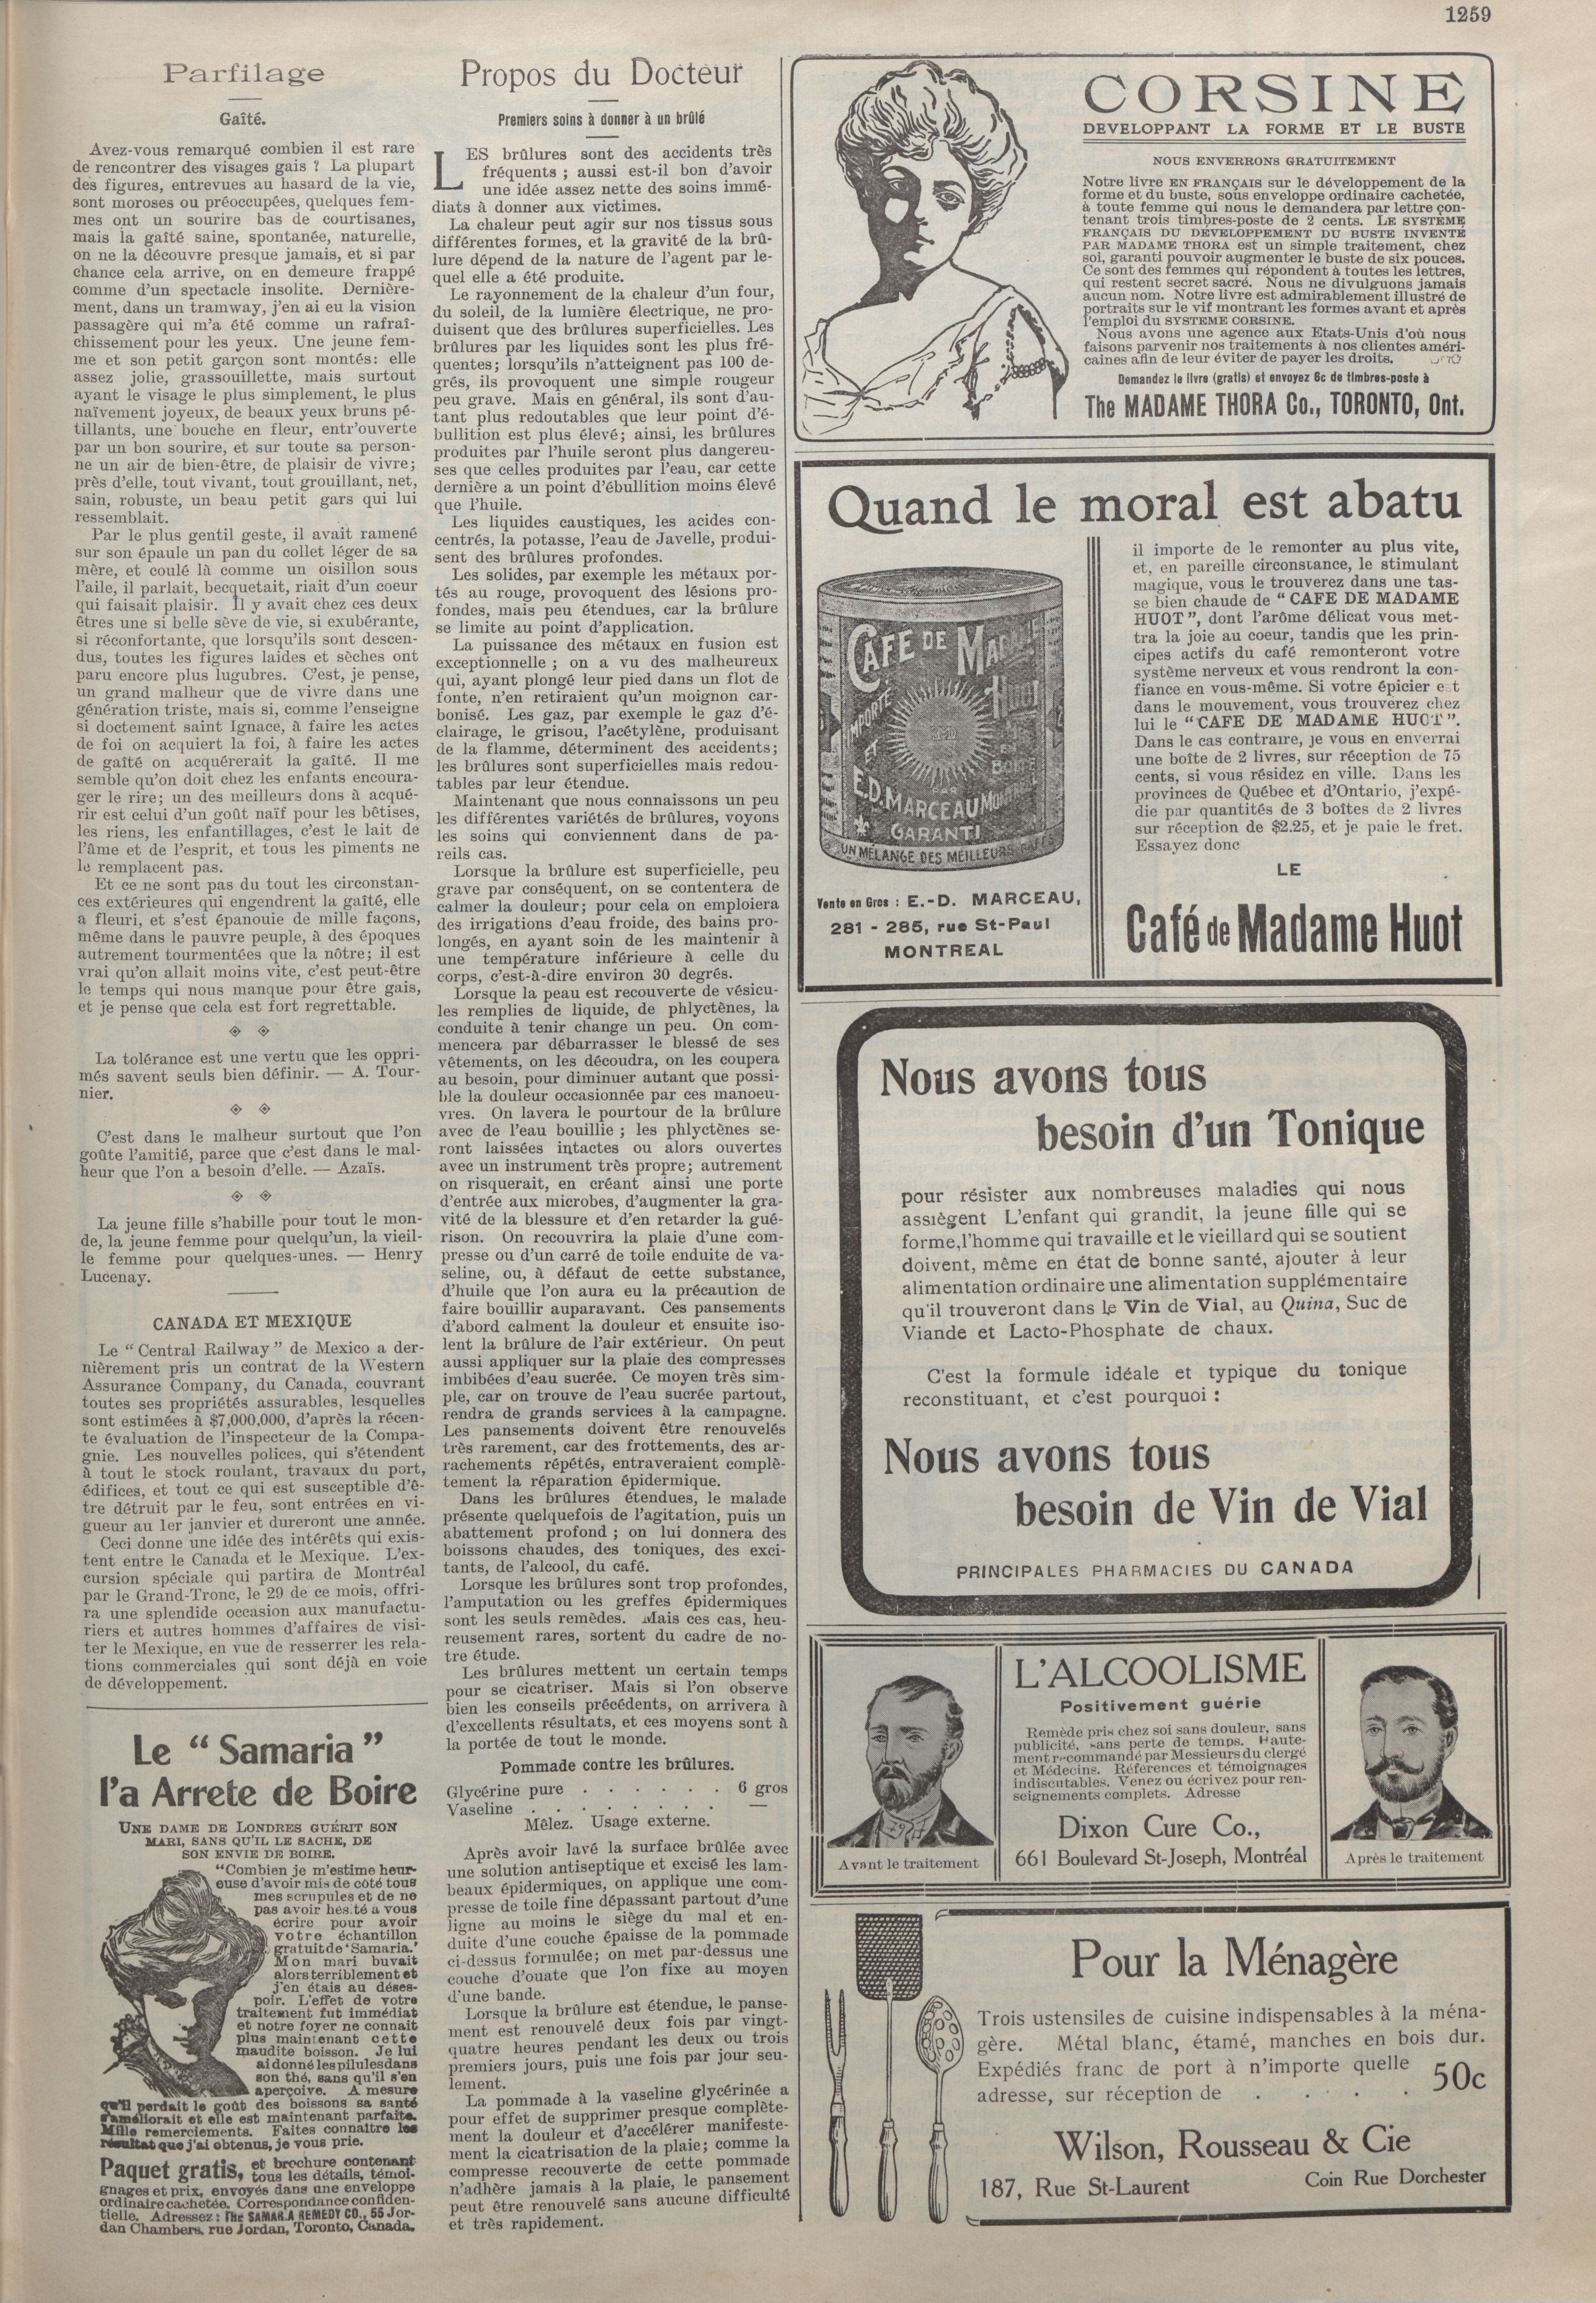 1259
Parfilage
Gaîté.
Avez-vous remarqué combien il est rare
de rencontrer des visages gais ? La plupart
des figures, entrevues au hasard de la vie,
sont moroses ou préoccupées, quelques fem-
mes ont un sourire bas de courtisanes,
mais la gaîté saine, spontanée, naturelle,
on ne la découvre presque jamais, et si par
chance cela arrive, on en demeure frappé
comme d'un spectacle insolite. Dernière-
ment, dans un tramway, j'en ai eu la vision
passagère qui m'a été comme un rafraî-
chissement pour les yeux. Une jeune fem-
me et son petit garçon sont montés: elle
assez jolie, grassouillette, mais surtout
ayant le visage le plus simplement, le plus
naïvement joyeux, de beaux yeux bruns pé-
tillants, une bouche en fleur, entr'ouverte
par un bon sourire, et sur toute sa person-
ne un air de bien-être, de plaisir de vivre;
près d'elle, tout vivant, tout grouillant, net,
sain, robuste, un beau petit gars qui lui
ressemblait.
Par le plus gentil geste, il avait ramené
sur son épaule un pan du collet léger de sa
mère, et coulé là comme un oisillon sous
l'aile, il parlait, becquetait, riait d'un coeur
qui faisait plaisir. Il y avait chez ces deux
êtres une si belle sève de vie, si exubérante,
si réconfortante, que lorsqu'ils sont descen-
dus, toutes les figures laides et sèches ont
paru encore plus lugubres. C'est, je pense,
un grand malheur que de vivre dans une
génération triste, mais si, comme l'enseigne
si doctement saint Ignace, à faire les actes
de foi on acquiert la foi, à faire les actes
de gaîté on acquérerait la gaîté. Il me
semble qu'on doit chez les enfants encoura-
ger le rire; un des meilleurs dons à acqué-
rir est celui d'un goût naïf pour les bêtises,
les riens, les enfantillages, c'est le lait de
l'âme et de l'esprit, et tous les piments ne
le remplacent pas.
Et ce ne sont pas du tout les circonstan-
ces extérieures qui engendrent la gaîté, elle
a fleuri, et s'est épanouie de mille façons,
même dans le pauvre peuple, à des époques
autrement tourmentées que la nôtre; il est
vrai qu'on allait moins vite, c'est peut-être
le temps qui nous manque pour être gais,
et je pense que cela est fort regrettable.
La tolérance est une vertu que les oppri-
més savent seuls bien définir. — A. Tour-
nier.
C'est dans le malheur surtout que l'on
goûte l'amitié, parce que c'est dans le mal-
heur que l'on a besoin d'elle. — Azaïs.
La jeune fille s'habille pour tout le mon-
de, la jeune femme pour quelqu'un, la vieil-
le femme pour quelques-unes. — Henry
Lucenay.
CANADA ET MEXIQUE
Le "Central Railway" de Mexico a der-
nièrement pris un contrat de la Western
Assurance Company, du Canada, couvrant
toutes ses propriétés assurables, lesquelles
sont estimées à $7,000,000, d'après la récen-
te évaluation de l'inspecteur de la Compa-
gnie. Les nouvelles polices, qui s'étendent
à tout le stock roulant, travaux du port,
édifices, et tout ce qui est susceptible d'ê-
tre détruit par le feu, sont entrées en vi-
gueur au 1er janvier et dureront une année.
Ceci donne une idée des intérêts qui exis-
tent entre le Canada et le Mexique. L'ex-
cursion spéciale qui partira de Montréal
par le Grand-Tronc, le 29 de ce mois, offri-
ra une splendide occasion aux manufactu-
riers et autres hommes d'affaires de visi-
ter le Mexique, en vue de resserrer les rela-
tions commerciales qui sont déjà en voie
de développement.
Le "Samaria"
l'a Arrete de Boire
UNE DAME DE LONDRES GUÉRIT SON
MARI, SANS QU'IL LE SACHE, DE
SON ENVIE DE BOIRE.
"Combien je m'estime heur-
euse d'avoir mis de côté tous
mes scrupules et de ne
pas avoir hésité a vous
écrire pour avoir
votre échantillon
gratuit de 'Samaria.'
Mon mari buvait
alors terriblement et
j'en étais au déses-
poir. L'effet de votre
traitement fut immédiat
et notre foyer ne connait
plus maintenant cette
maudite boisson. Je lui
ai donné les pilules dans
son thé, sans qu'il s'en
aperçoive. A mesure
qu'il perdait le goût des boissons sa santé
s'améliorait et elle est maintenant parfaite.
Mille remerciements. Faites connaître les
résultat que j'ai obtenus, je vous prie.
Paquet gratis, et brochure contenant
tous les détails, témoi-
gnages et prix, envoyés dans une enveloppe
ordinaire cachetée. Correspondance confiden-
tielle. Adressez: The SAMARIA REMEDY CO., 55 Jor-
dan Chambers, rue Jordan, Toronto, Canada.
Propos du Docteur
Premiers soins à donner à un brûlé
LES brûlures sont des accidents très
fréquents ; aussi est-il bon d'avoir
une idée assez nette des soins immé-
diats à donner aux victimes.
La chaleur peut agir sur nos tissus sous
différentes formes, et la gravité de la brû-
lure dépend de la nature de l'agent par le-
quel elle a été produite.
Le rayonnement de la chaleur d'un four,
du soleil, de la lumière électrique, ne pro-
duisent que des brûlures superficielles. Les
brûlures par les liquides sont les plus fré-
quentes; lorsqu'ils n'atteignent pas 100 de-
grés, ils provoquent une simple rougeur
peu grave. Mais en général, ils sont d'au-
tant plus redoutables que leur point d'é-
bullition est plus élevé; ainsi, les brûlures
produites par l'huile seront plus dangereu-
ses que celles produites par l'eau, car cette
dernière a un point d'ébullition moins élevé
que l'huile.
Les liquides caustiques, les acides con-
centrés, la potasse, l'eau de Javelle, produi-
sent des brûlures profondes.
Les solides, par exemple les métaux por-
tés au rouge, provoquent des lésions pro-
fondes, mais peu étendues, car la brûlure
se limite au point d'application.
La puissance des métaux en fusion est
exceptionnelle ; on a vu des malheureux
qui, ayant plongé leur pied dans un flot de
fonte, n'en retiraient qu'un moignon car-
bonisé. Les gaz, par exemple le gaz d'é-
clairage, le grisou, l'acétylène, produisant
de la flamme, déterminent des accidents;
les brûlures sont superficielles mais redou-
tables par leur étendue.
Maintenant que nous connaissons un peu
les différentes variétés de brûlures, voyons
les soins qui conviennent dans de pa-
reils cas.
Lorsque la brûlure est superficielle, peu
grave par conséquent, on se contentera de
calmer la douleur; pour cela on emploiera
des irrigations d'eau froide, des bains pro-
longés, en ayant soin de les maintenir à
une température inférieure à celle du
corps, c'est-à-dire environ 30 degrés.
Lorsque la peau est recouverte de vésicu-
les remplies de liquide, de phlyctènes, la
conduite à tenir change un peu. On com-
mencera par débarrasser le blessé de ses
vêtements, on les découdra, on les coupera
au besoin, pour diminuer autant que possi-
ble la douleur occasionnée par ces manoeu-
vres. On lavera le pourtour de la brûlure
avec de l'eau bouillie ; les phlyctènes se-
ront laissées intactes ou alors ouvertes
avec un instrument très propre; autrement
on risquerait, en créant ainsi une porte
d'entrée aux microbes, d'augmenter la gra-
vité de la blessure et d'en retarder la gué-
rison. On recouvrira la plaie d'une com-
presse ou d'un carré de toile enduite de va-
seline, ou, à défaut de cette substance,
d'huile que l'on aura eu la précaution de
faire bouillir auparavant. Ces pansements
d'abord calment la douleur et ensuite iso-
lent la brûlure de l'air extérieur. On peut
aussi appliquer sur la plaie des compresses
imbibées d'eau sucrée. Ce moyen très sim-
ple, car on trouve de l'eau sucrée partout,
rendra de grands services à la campagne.
Les pansements doivent être renouvelés
très rarement, car des frottements, des ar-
rachements répétés, entraveraient complè-
tement la réparation épidermique.
Dans les brûlures étendues, le malade
présente quelquefois de l'agitation, puis un
abattement profond ; on lui donnera des
boissons chaudes, des toniques, des exci-
tants, de l'alcool, du café.
Lorsque les brûlures sont trop profondes,
l'amputation ou les greffes épidermiques
sont les seuls remèdes. Mais ces cas, heu-
reusement rares, sortent du cadre de no-
tre étude.
Les brûlures mettent un certain temps
pour se cicatriser. Mais si l'on observe
bien les conseils précédents, on arrivera à
d'excellents résultats, et ces moyens sont à
la portée de tout le monde.
Pommade contre les brûlures.
Glycérine pure . . . . . . 6 gros
Vaseline . . . . . . . —
Mêlez. Usage externe.
Après avoir lavé la surface brûlée avec
une solution antiseptique et excisé les lam-
beaux épidermiques, on applique une com-
presse de toile fine dépassant partout d'une
ligne au moins le siège du mal et en-
duite d'une couche épaisse de la pommade
ci-dessus formulée; on met par-dessus une
couche d'ouate que l'on fixe au moyen
d'une bande.
Lorsque la brûlure est étendue, le panse-
ment est renouvelé deux fois par vingt-
quatre heures pendant les deux ou trois
premiers jours, puis une fois par jour seu-
lement.
La pommade à la vaseline glycérinée a
pour effet de supprimer presque complète-
ment la douleur et d'accélérer manifeste-
ment la cicatrisation de la plaie; comme la
compresse recouverte de cette pommade
n'adhère jamais à la plaie, le pansement
peut être renouvelé sans aucune difficulté
et très rapidement.
CORSINE
DEVELOPPANT LA FORME ET LE BUSTE
NOUS ENVERRONS GRATUITEMENT
Notre livre EN FRANÇAIS sur le développement de la
forme et du buste, sous enveloppe ordinaire cachetée,
à toute femme qui nous le demandera par lettre con-
tenant trois timbres-poste de 2 cents. LE SYSTÈME
FRANÇAIS DU DÉVELOPPEMENT DU BUSTE INVENTÉ
PAR MADAME THORA est un simple traitement, chez
soi, garanti pouvoir augmenter le buste de six pouces.
Ce sont des femmes qui répondent à toutes les lettres,
qui restent secret sacré. Nous ne divulguons jamais
aucun nom. Notre livre est admirablement illustré de
portraits sur le vif montrant les formes avant et après
l'emploi du SYSTEME CORSINE.
Nous avons une agence aux Etats-Unis d'où nous
faisons parvenir nos traitements à nos clientes améri-
caines afin de leur éviter de payer les droits.
Demandez le livre (gratis) et envoyez 6c de timbres-poste à
The MADAME THORA Co., TORONTO, Ont.
Quand le moral est abatu
CAFE DE MADAME
Huot
IMPORTÉ
ET
PAR
E.D. MARCEAU
GARANTI
UN MÉLANGE DES MEILLEURS CAFÉS
Vente en Gros : E.-D. MARCEAU,
281 - 285, rue St-Paul
MONTREAL
il importe de le remonter au plus vite,
et, en pareille circonstance, le stimulant
magique, vous le trouverez dans une tas-
se bien chaude de "CAFE DE MADAME
HUOT", dont l'arôme délicat vous met-
tra la joie au coeur, tandis que les prin-
cipes actifs du café remonteront votre
système nerveux et vous rendront la con-
fiance en vous-même. Si votre épicier est
dans le mouvement, vous trouverez chez
lui le "CAFE DE MADAME HUOT".
Dans le cas contraire, je vous en enverrai
une boîte de 2 livres, sur réception de 75
cents, si vous résidez en ville. Dans les
provinces de Québec et d'Ontario, j'expé-
die par quantités de 3 boîtes de 2 livres
sur réception de $2.25, et je paie le fret.
Essayez donc
LE
Café de Madame Huot
Nous avons tous
besoin d'un Tonique
pour résister aux nombreuses maladies qui nous
assiègent L'enfant qui grandit, la jeune fille qui se
forme, l'homme qui travaille et le vieillard qui se soutient
doivent, même en état de bonne santé, ajouter à leur
alimentation ordinaire une alimentation supplémentaire
qu'il trouveront dans le Vin de Vial, au Quina, Suc de
Viande et Lacto-Phosphate de chaux.
C'est la formule idéale et typique du tonique
reconstituant, et c'est pourquoi :
Nous avons tous
besoin de Vin de Vial
PRINCIPALES PHARMACIES DU CANADA
Avant le traitement
L'ALCOOLISME
Positivement guérie
Remède pris chez soi sans douleur, sans
publicité, sans perte de temps. Haute-
ment recommandé par Messieurs du clergé
et Médecins. Références et témoignages
indiscutables. Venez ou écrivez pour ren-
seignements complets. Adresse
Dixon Cure Co.,
661 Boulevard St-Joseph, Montréal
Après le traitement
Pour la Ménagère
Trois ustensiles de cuisine indispensables à la ména-
gère. Métal blanc, étamé, manches en bois dur.
Expédiés franc de port à n'importe quelle
adresse, sur réception de . . . . 50c
Wilson, Rousseau & Cie
187, Rue St-Laurent Coin Rue Dorchester